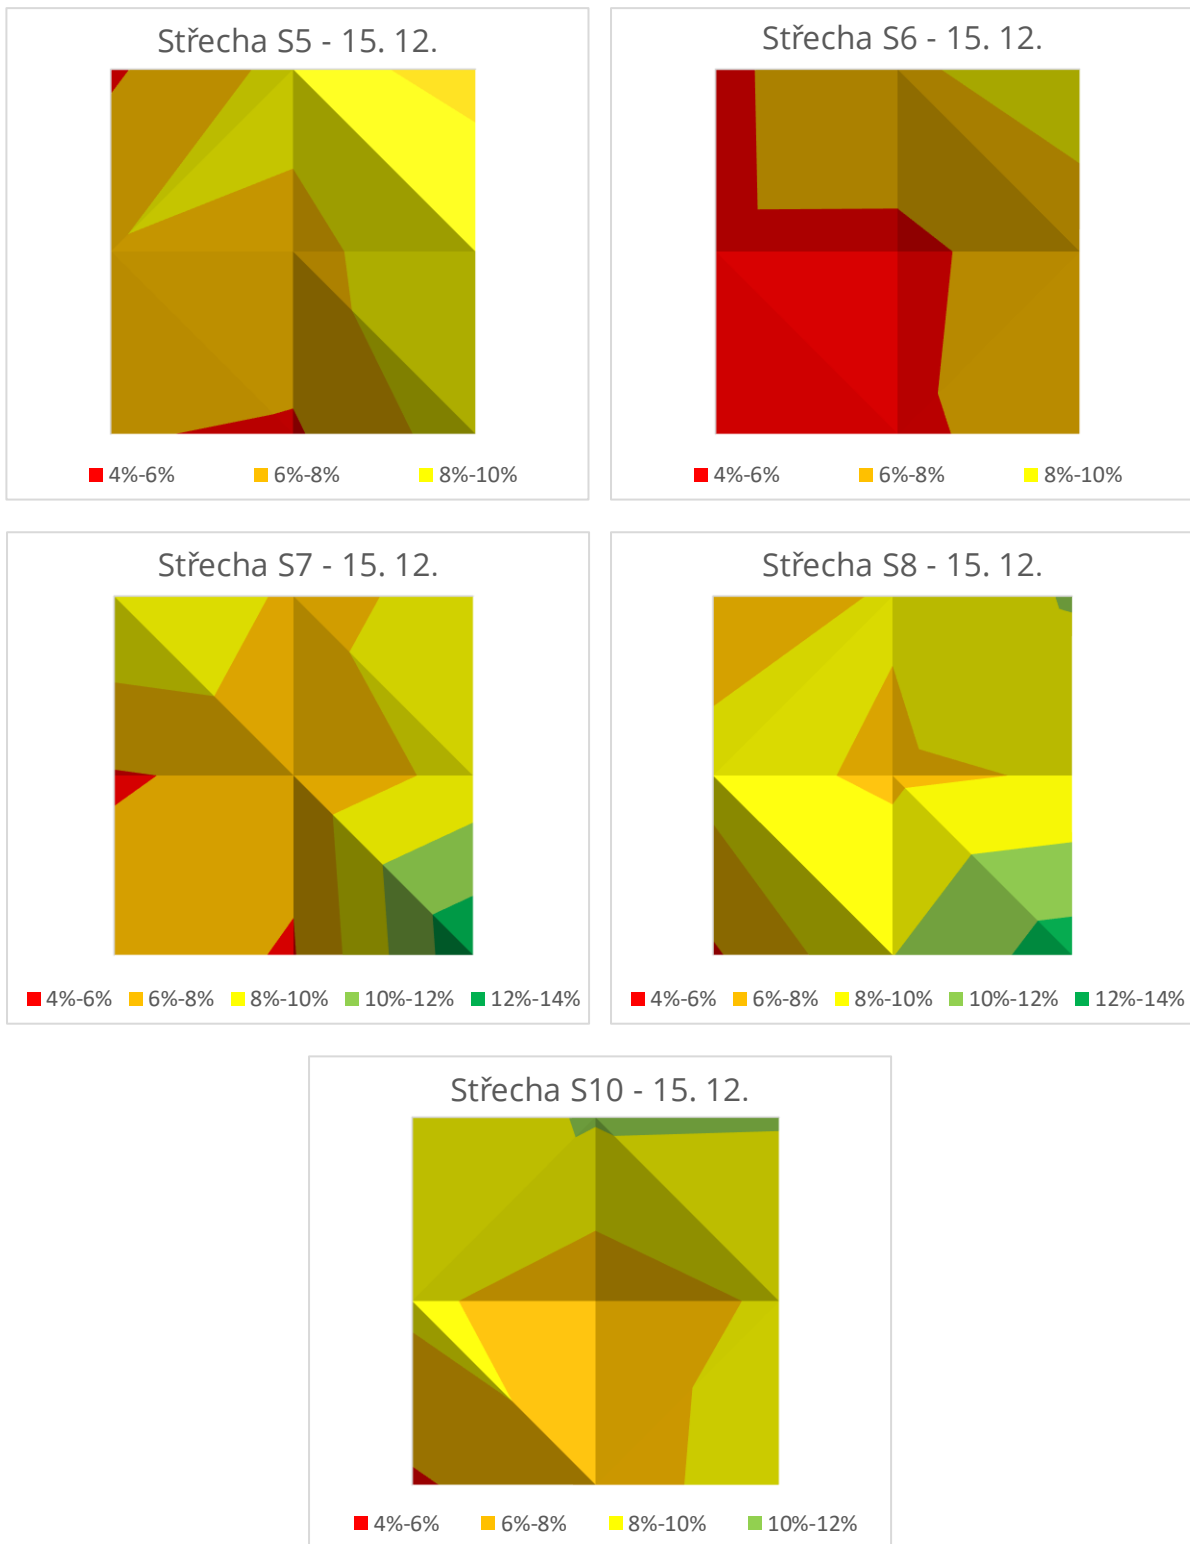 Střecha S5 - 15. 12.
4%-6% 6%-8% 8%-10%
Střecha S6 - 15. 12.
4%-6% 6%-8% 8%-10%
Střecha S7 - 15. 12.
4%-6% 6%-8% 8%-10% 10%-12% 12%-14%
Střecha S8 - 15. 12.
4%-6% 6%-8% 8%-10% 10%-12% 12%-14%
Střecha S10 - 15. 12.
4%-6% 6%-8% 8%-10% 10%-12%